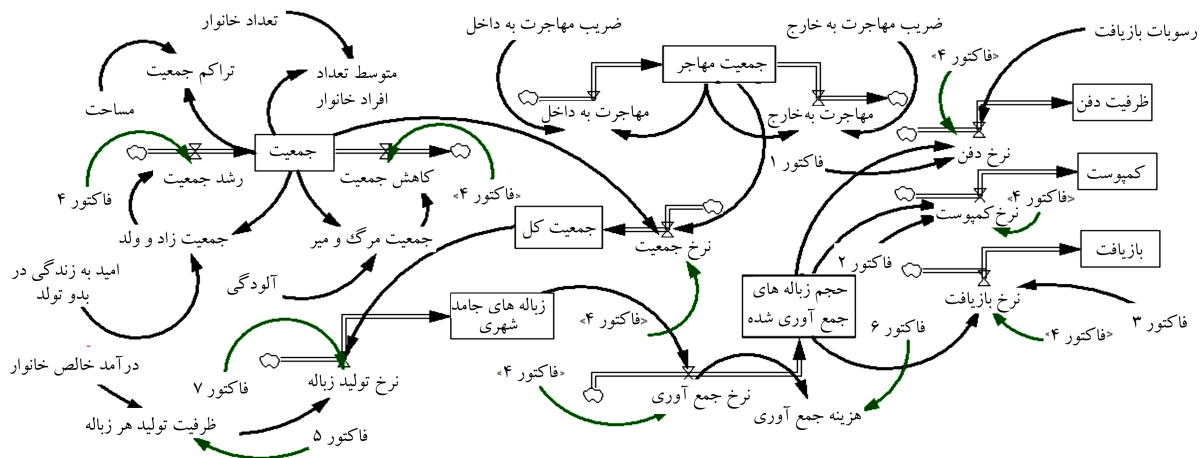 تعداد خانوار
ضریب مهاجرت به داخل
ضریب مهاجرت به خارج
رسوبات بازیافت
تراکم جمعیت
متوسط تعداد
افراد خانوار
جمعیت مهاجر
«فاکتور ۴»
ظرفیت دفن
مساحت
مهاجرت به داخل
مهاجرت به خارج
نرخ دفن
جمعیت
فاکتور ۱
کمپوست
رشد جمعیت
کاهش جمعیت
فاکتور ۴
«فاکتور ۴»
«فاکتور ۴»
نرخ کمپوست
جمعیت کل
جمعیت زاد و ولد
جمعیت مرگ و میر
نرخ جمعیت
بازیافت
فاکتور ۲
امید به زندگی در
بدو تولد
آلودگی
حجم زباله های
جمع آوری شده
نرخ بازیافت
زباله های جامد
شهری
«فاکتور ۴»
فاکتور ۶
فاکتور ۳
«فاکتور ۴»
درآمد خالص خانوار
فاکتور ۷
نرخ تولید زباله
«فاکتور ۴»
نرخ جمع آوری
هزینه جمع آوری
ظرفیت تولید هر زباله
فاکتور ۵